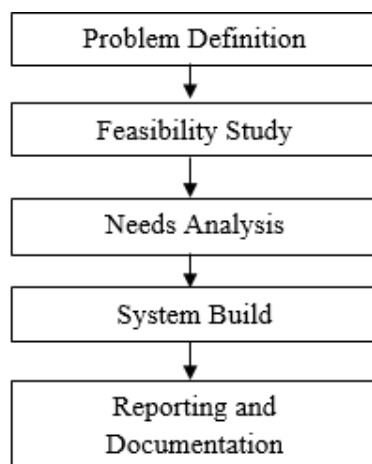 Problem Definition
Feasibility Study
Needs Analysis
System Build
Reporting and
Documentation